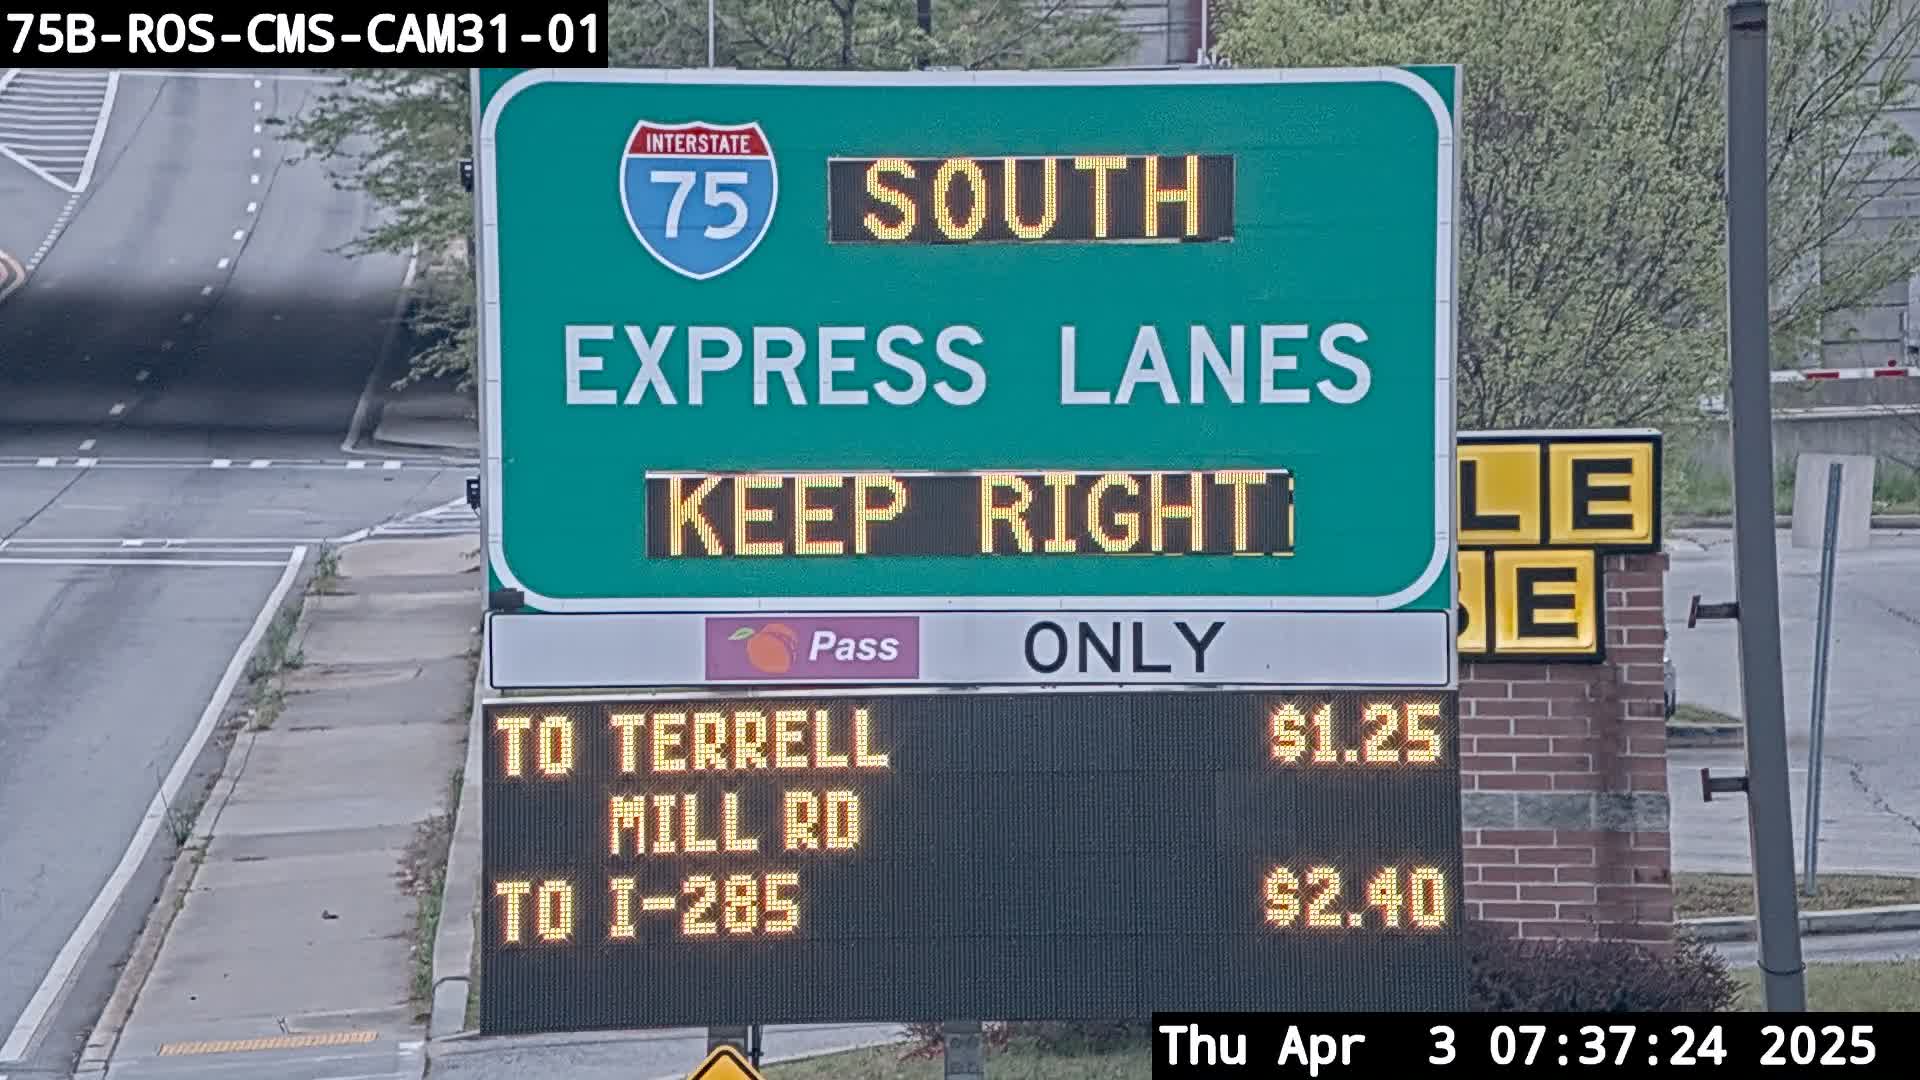 75B-ROS-CMS-CAM31-01
INTERSTATE
75
SOUTH
EXPRESS LANES
KEEP RIGHT
Pass ONLY
LE
E
TO TERRELL $1.25
MILL RD
TO I-285 $2.40
Thu Apr 3 07:37:24 2025